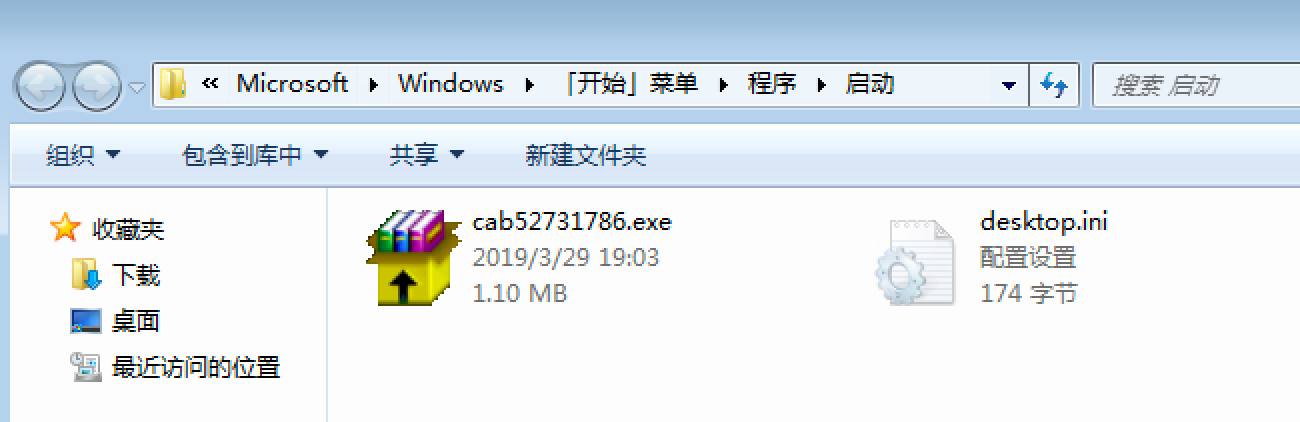 « Microsoft ▸ Windows ▸ 「开始」菜单 ▸ 程序 ▸ 启动
搜索 启动
组织 包含到库中 共享 新建文件夹
收藏夹
下载
桌面
最近访问的位置
cab52731786.exe
2019/3/29 19:03
1.10 MB
desktop.ini
配置设置
174 字节